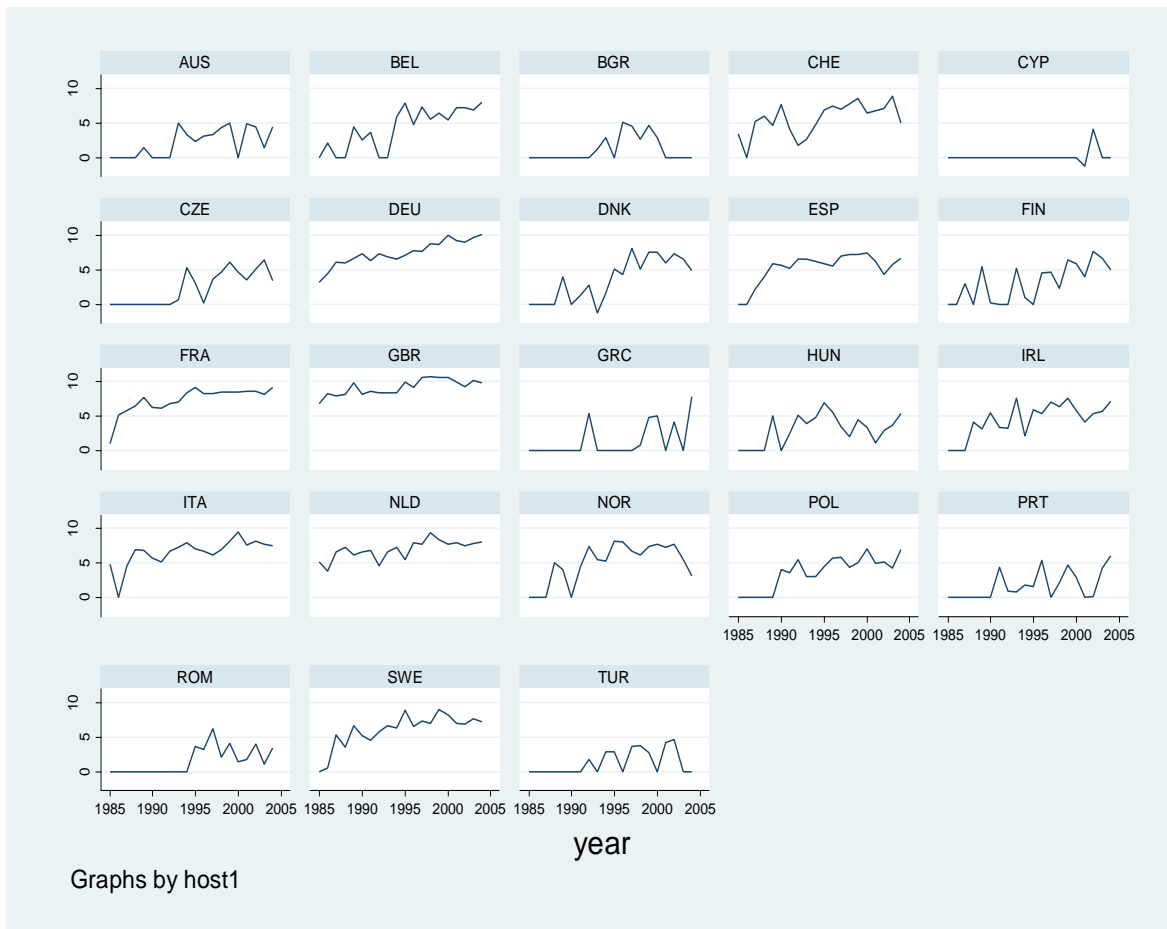 AUS BEL BGR CHE CYP
10
5
0
CZE DEU DNK ESP FIN
10
5
0
FRA GBR GRC HUN IRL
10
5
0
ITA NLD NOR POL PRT
10
5
0
1985 1990 1995 2000 2005 1985 1990 1995 2000 2005
ROM SWE TUR
10
5
0
1985 1990 1995 2000 2005 1985 1990 1995 2000 2005 1985 1990 1995 2000 2005
year
Graphs by host1